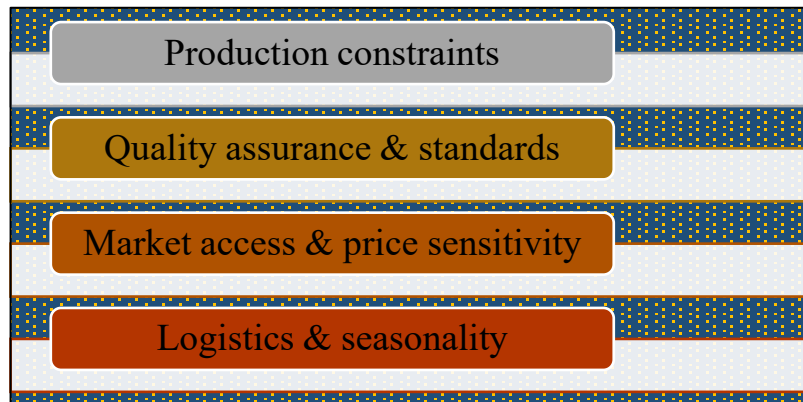 Production constraints
Quality assurance & standards
Market access & price sensitivity
Logistics & seasonality